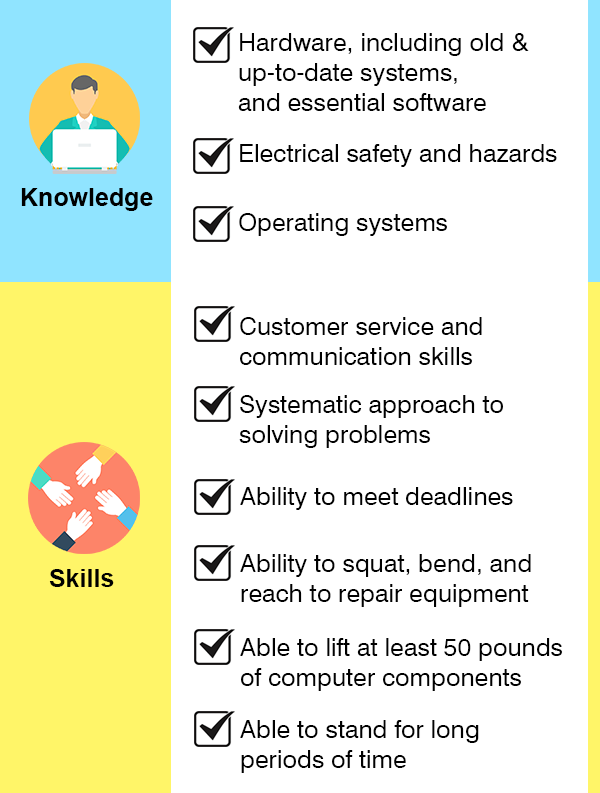 Knowledge
Hardware, including old &
up-to-date systems,
and essential software
Electrical safety and hazards
Operating systems
Skills
Customer service and
communication skills
Systematic approach to
solving problems
Ability to meet deadlines
Ability to squat, bend, and
reach to repair equipment
Able to lift at least 50 pounds
of computer components
Able to stand for long
periods of time